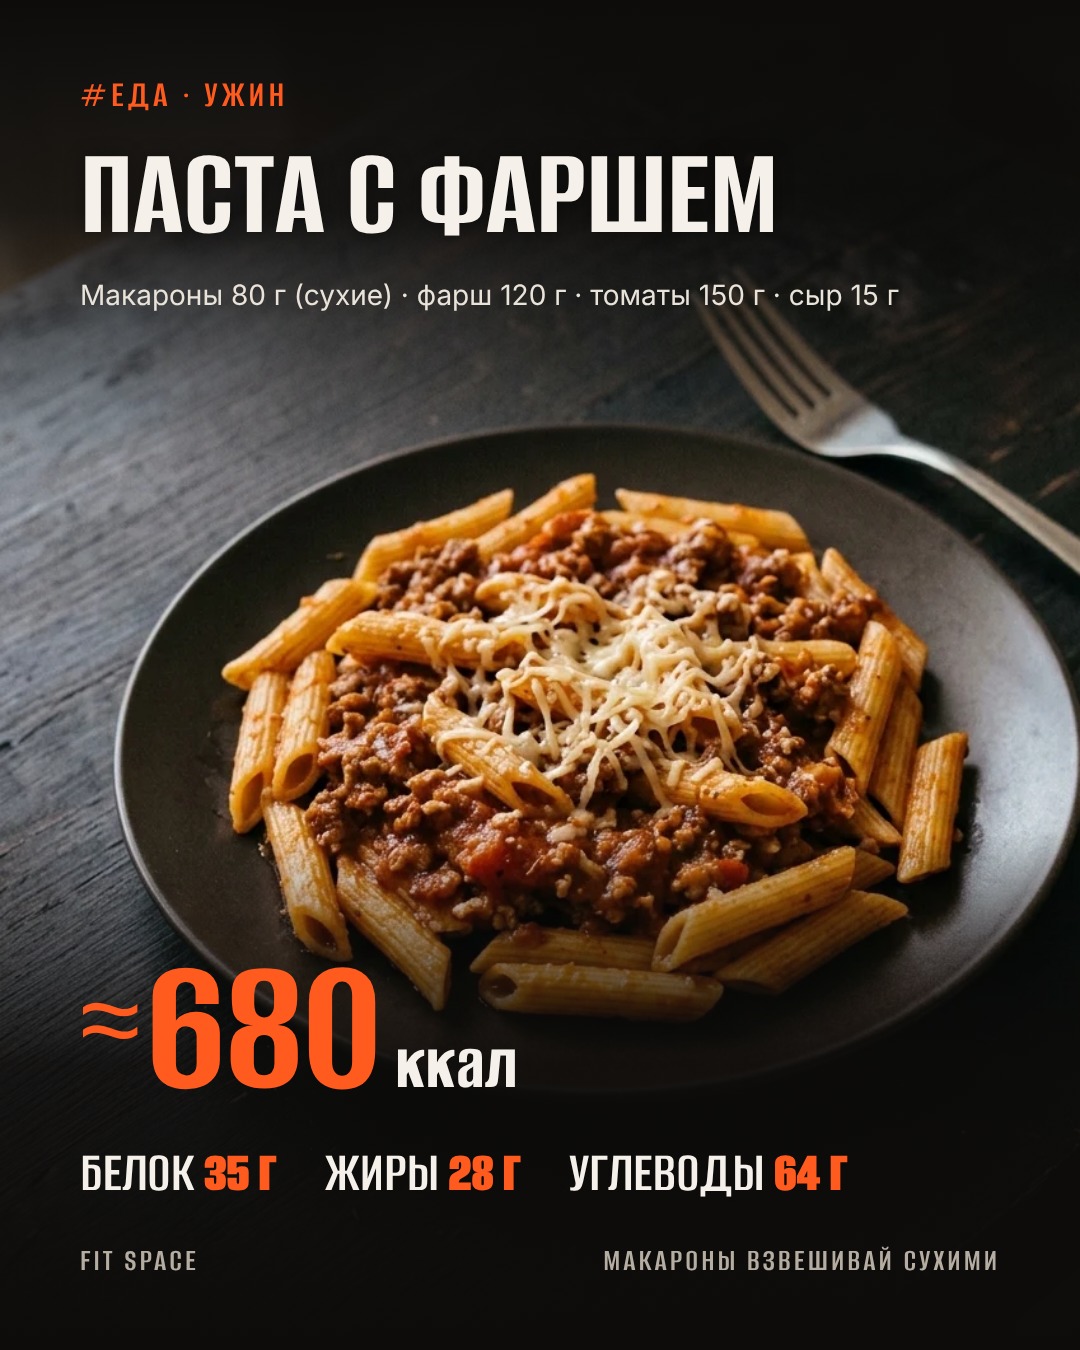 #ЕДА · УЖИН
ПАСТА С ФАРШЕМ
Макароны 80 г (сухие) · фарш 120 г · томаты 150 г · сыр 15 г
≈680 ккал
БЕЛОК 35 Г ЖИРЫ 28 Г УГЛЕВОДЫ 64 Г
FIT SPACE МАКАРОНЫ ВЗВЕШИВАЙ СУХИМИ